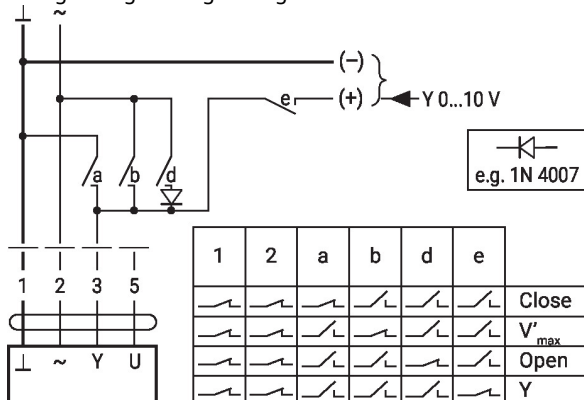 ⊥ ~
(–)
e (+) Y 0...10 V
a b d
e.g. 1N 4007
1 2 3 5
⊥ ~ Y U
1 2 a b d e
Close
V'max
Open
Y